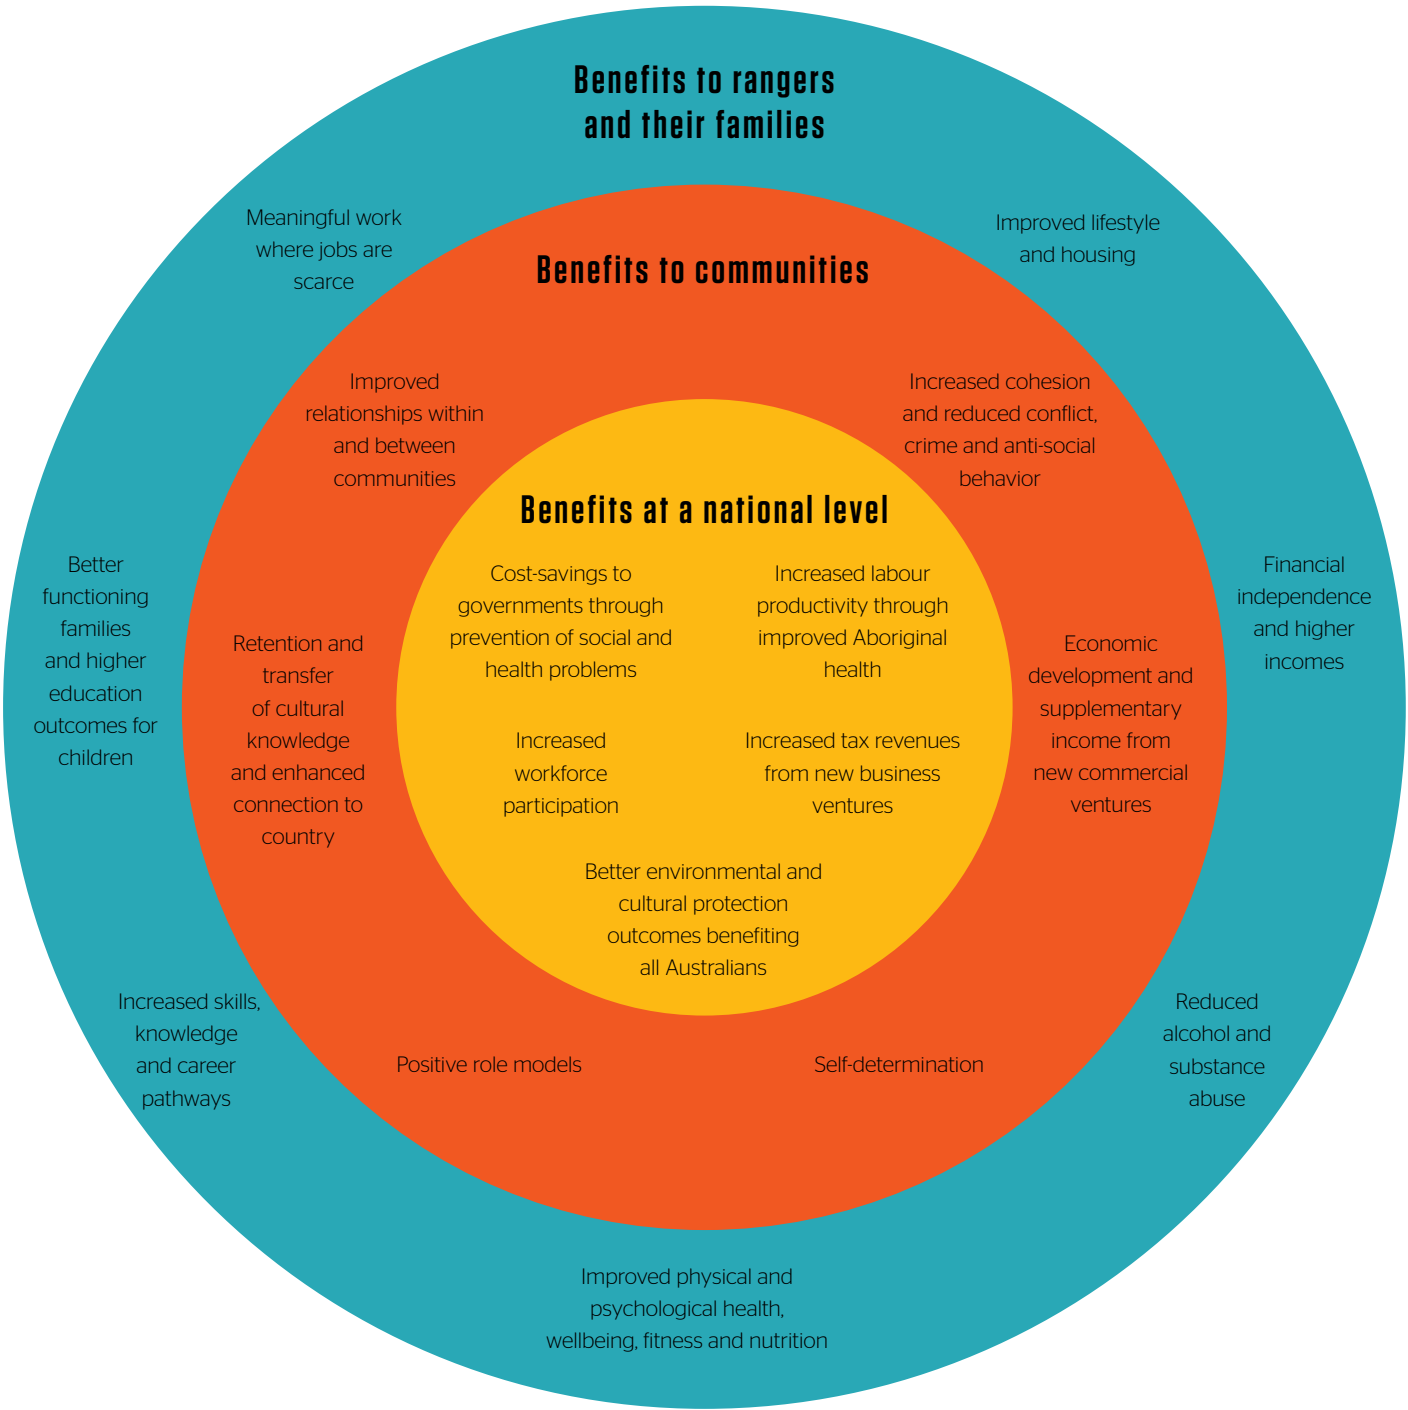 Benefits to rangers
and their families
Meaningful work
where jobs are
scarce
Improved lifestyle
and housing
Better
functioning
families
and higher
education
outcomes for
children
Financial
independence
and higher
incomes
Increased skills,
knowledge
and career
pathways
Reduced
alcohol and
substance
abuse
Improved physical and
psychological health,
wellbeing, fitness and nutrition
Benefits to communities
Improved
relationships within
and between
communities
Increased cohesion
and reduced conflict,
crime and anti-social
behavior
Retention and
transfer
of cultural
knowledge
and enhanced
connection to
country
Economic
development and
supplementary
income from
new commercial
ventures
Positive role models
Self-determination
Benefits at a national level
Cost-savings to
governments through
prevention of social and
health problems
Increased labour
productivity through
improved Aboriginal
health
Increased
workforce
participation
Increased tax revenues
from new business
ventures
Better environmental and
cultural protection
outcomes benefiting
all Australians